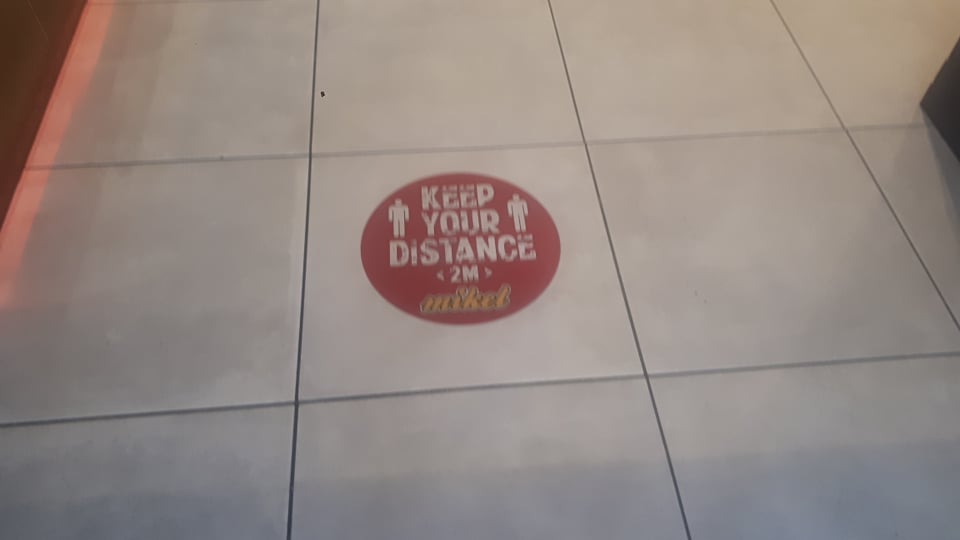 KEEP
YOUR
DiSTANCE
< 2M >
mikel